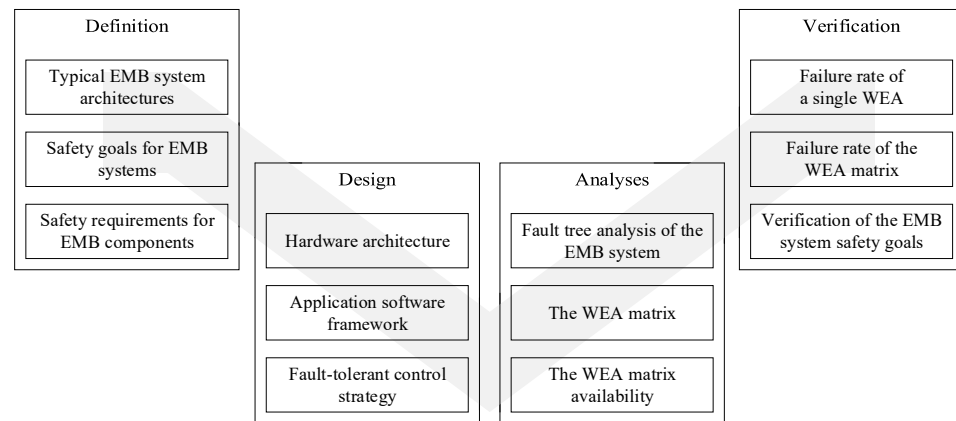 Definition
Typical EMB system
architectures
Safety goals for EMB
systems
Safety requirements for
EMB components
Design
Hardware architecture
Application software
framework
Fault-tolerant control
strategy
Analyses
Fault tree analysis of the
EMB system
The WEA matrix
The WEA matrix
availability
Verification
Failure rate of
a single WEA
Failure rate of the
WEA matrix
Verification of the EMB
system safety goals